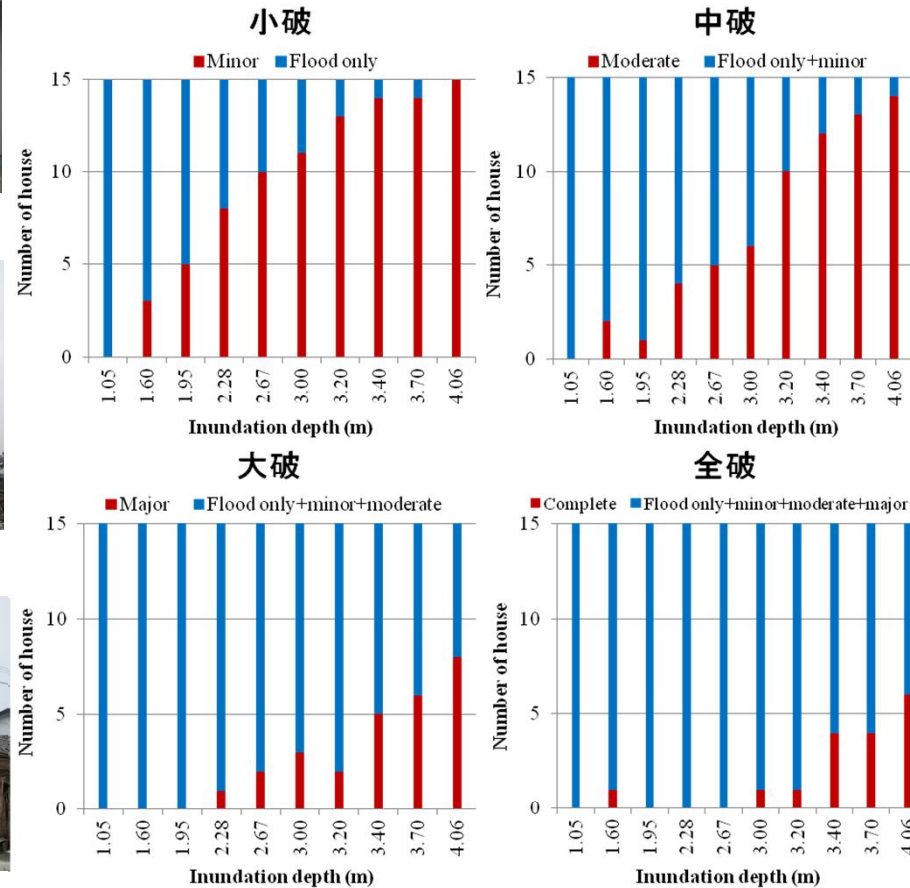 小破
Minor Flood only
Number of house
15
10
5
0
1.05 1.60 1.95 2.28 2.67 3.00 3.20 3.40 3.70 4.06
Inundation depth (m)
中破
Moderate Flood only+minor
Number of house
15
10
5
0
1.05 1.60 1.95 2.28 2.67 3.00 3.20 3.40 3.70 4.06
Inundation depth (m)
大破
Major Flood only+minor+moderate
Number of house
15
10
5
0
1.05 1.60 1.95 2.28 2.67 3.00 3.20 3.40 3.70 4.06
Inundation depth (m)
全破
Complete Flood only+minor+moderate+major
Number of house
15
10
5
0
1.05 1.60 1.95 2.28 2.67 3.00 3.20 3.40 3.70 4.06
Inundation depth (m)